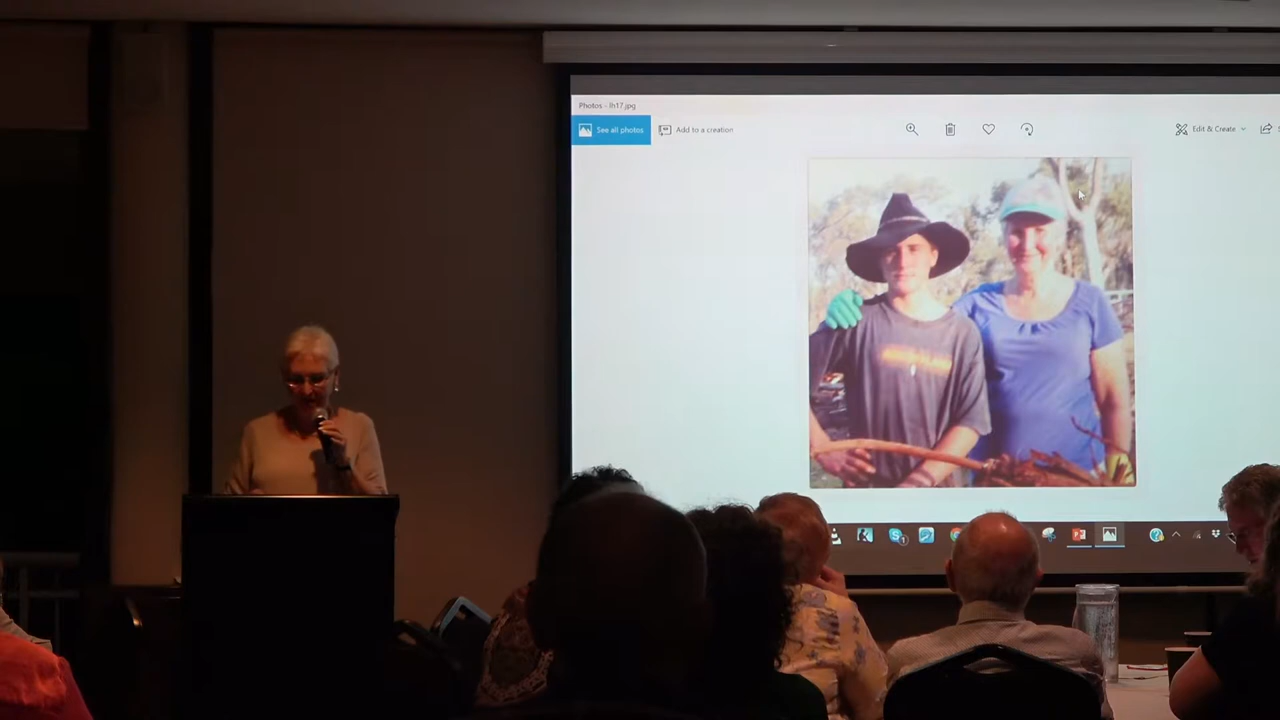 Photos - lh17.jpg
See all photos
Add to a creation
Edit & Create